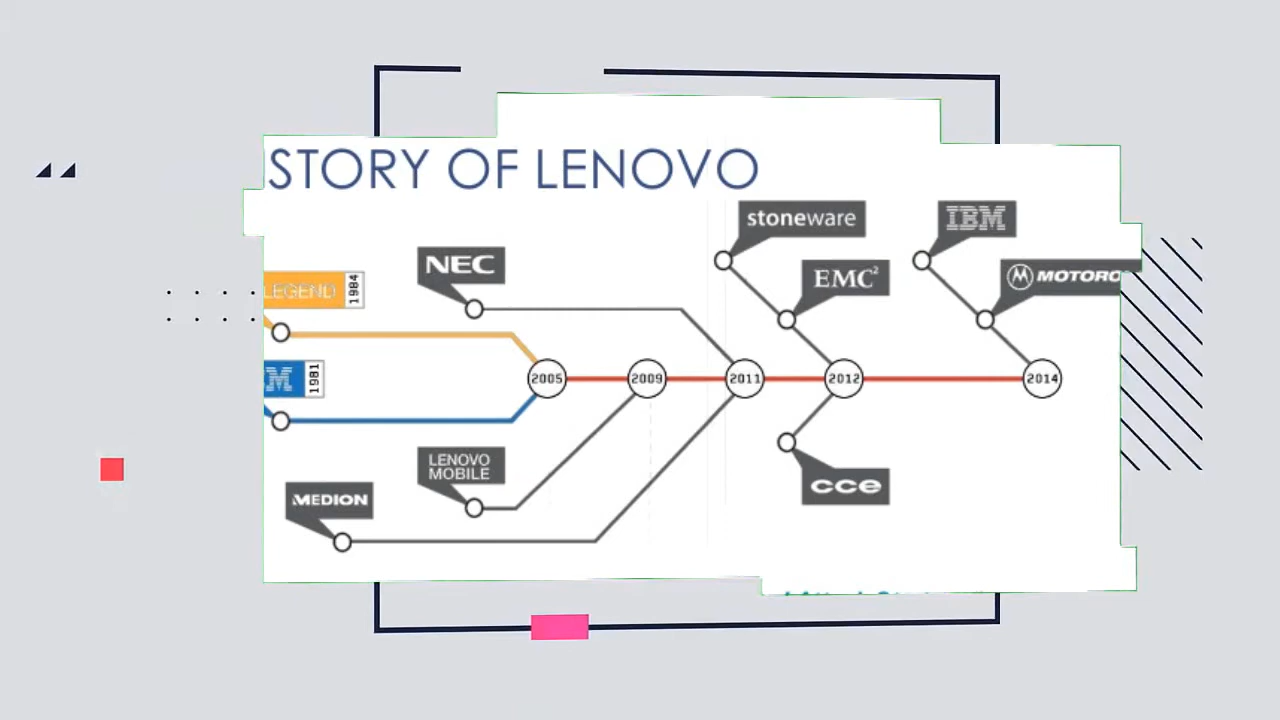 STORY OF LENOVO
stoneware
IBM
NEC
EMC²
MOTORO
LEGEND 1984
M 1981
2005 2009 2011 2012 2014
LENOVO
MOBILE
MEDION
cce